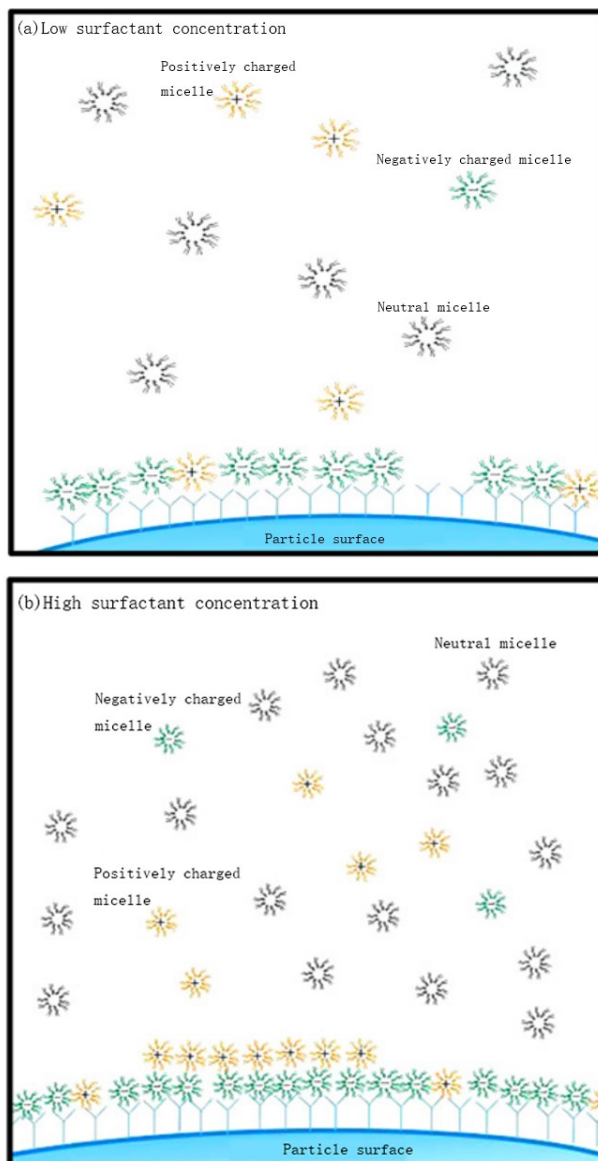 (a)Low surfactant concentration
Positively charged
micelle
Negatively charged micelle
Neutral micelle
Particle surface
(b)High surfactant concentration
Neutral micelle
Negatively charged
micelle
Positively charged
micelle
Particle surface